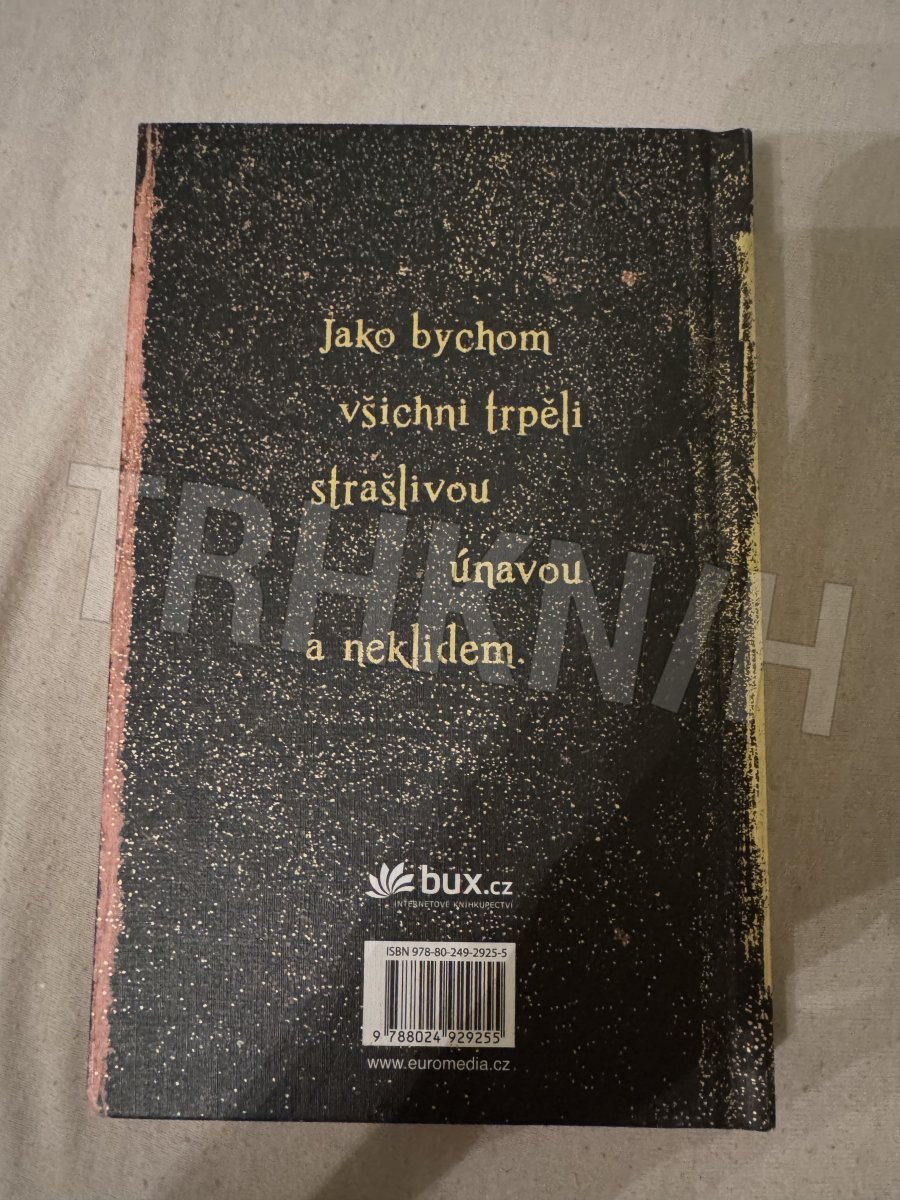 Jako bychom
všichni trpěli
strašlivou
únavou
a neklidem.
TRHKNIH
bux.cz
INTERNETOVÉ KNIHKUPECTVÍ
ISBN 978-80-249-2925-5
9 788024 929255
www.euromedia.cz